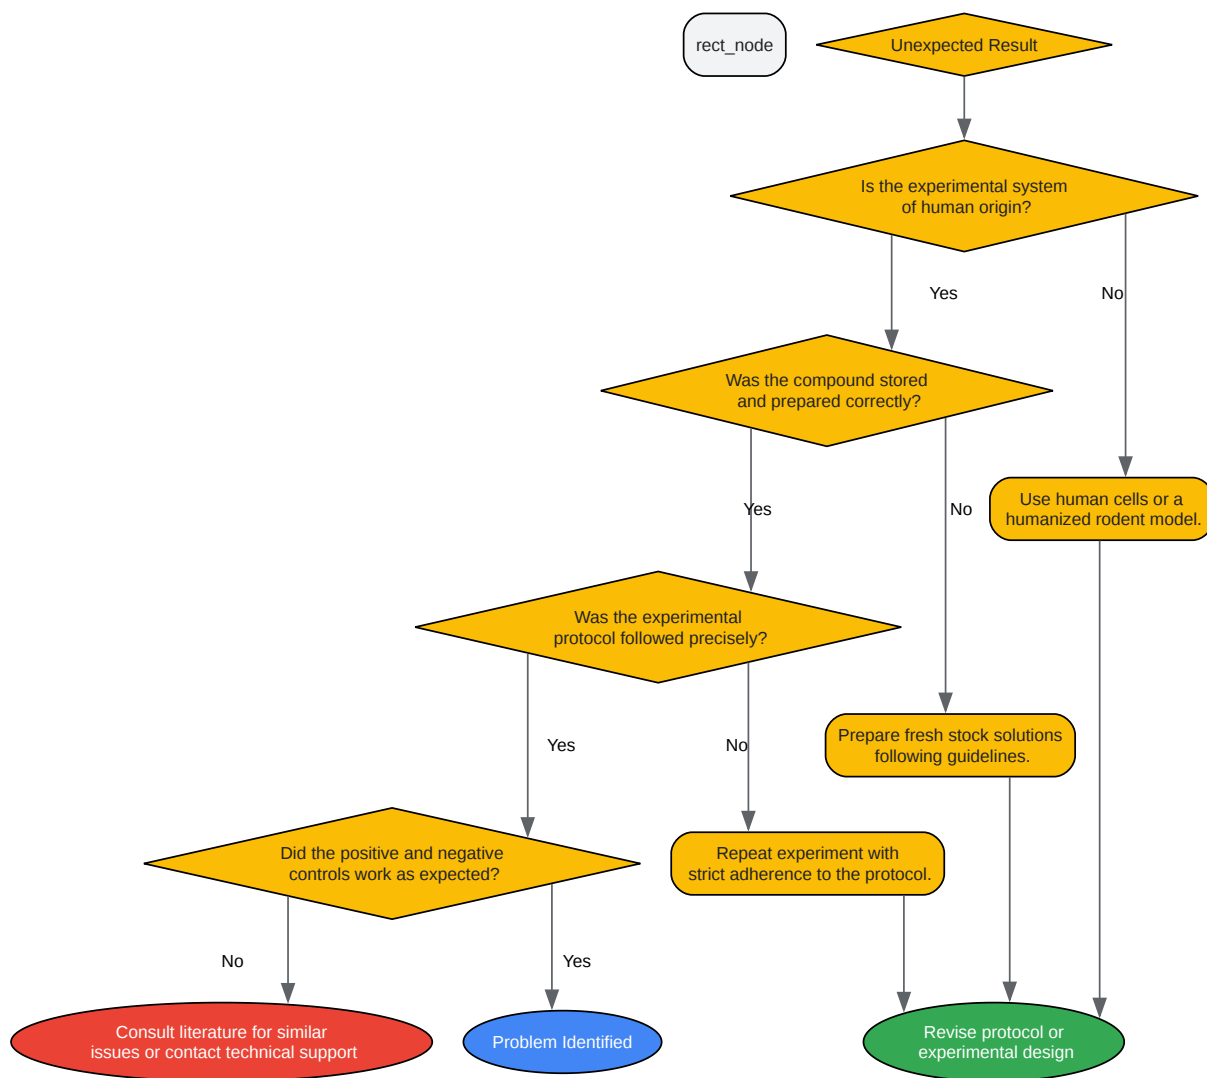 rect_node
Unexpected Result
Is the experimental system
of human origin?
Yes
No
Was the compound stored
and prepared correctly?
Use human cells or a
humanized rodent model.
Yes
No
Was the experimental
protocol followed precisely?
Prepare fresh stock solutions
following guidelines.
Yes
No
Did the positive and negative
controls work as expected?
Repeat experiment with
strict adherence to the protocol.
No
Yes
Consult literature for similar
issues or contact technical support
Problem Identified
Revise protocol or
experimental design